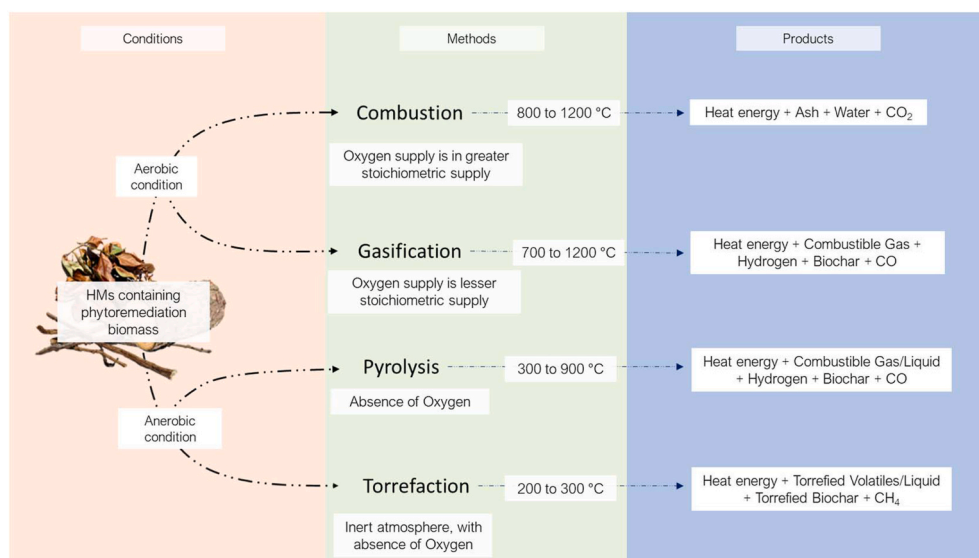 Conditions
Methods
Products
Combustion
800 to 1200 °C
Heat energy + Ash + Water + CO₂
Oxygen supply is in greater
stoichiometric supply
Aerobic
condition
Gasification
700 to 1200 °C
Heat energy + Combustible Gas +
Hydrogen + Biochar + CO
Oxygen supply is lesser
stoichiometric supply
HMs containing
phytoremediation
biomass
Pyrolysis
300 to 900 °C
Heat energy + Combustible Gas/Liquid
+ Hydrogen + Biochar + CO
Absence of Oxygen
Anerobic
condition
Torrefaction
200 to 300 °C
Heat energy + Torrefied Volatiles/Liquid
+ Torrefied Biochar + CH₄
Inert atmosphere, with
absence of Oxygen